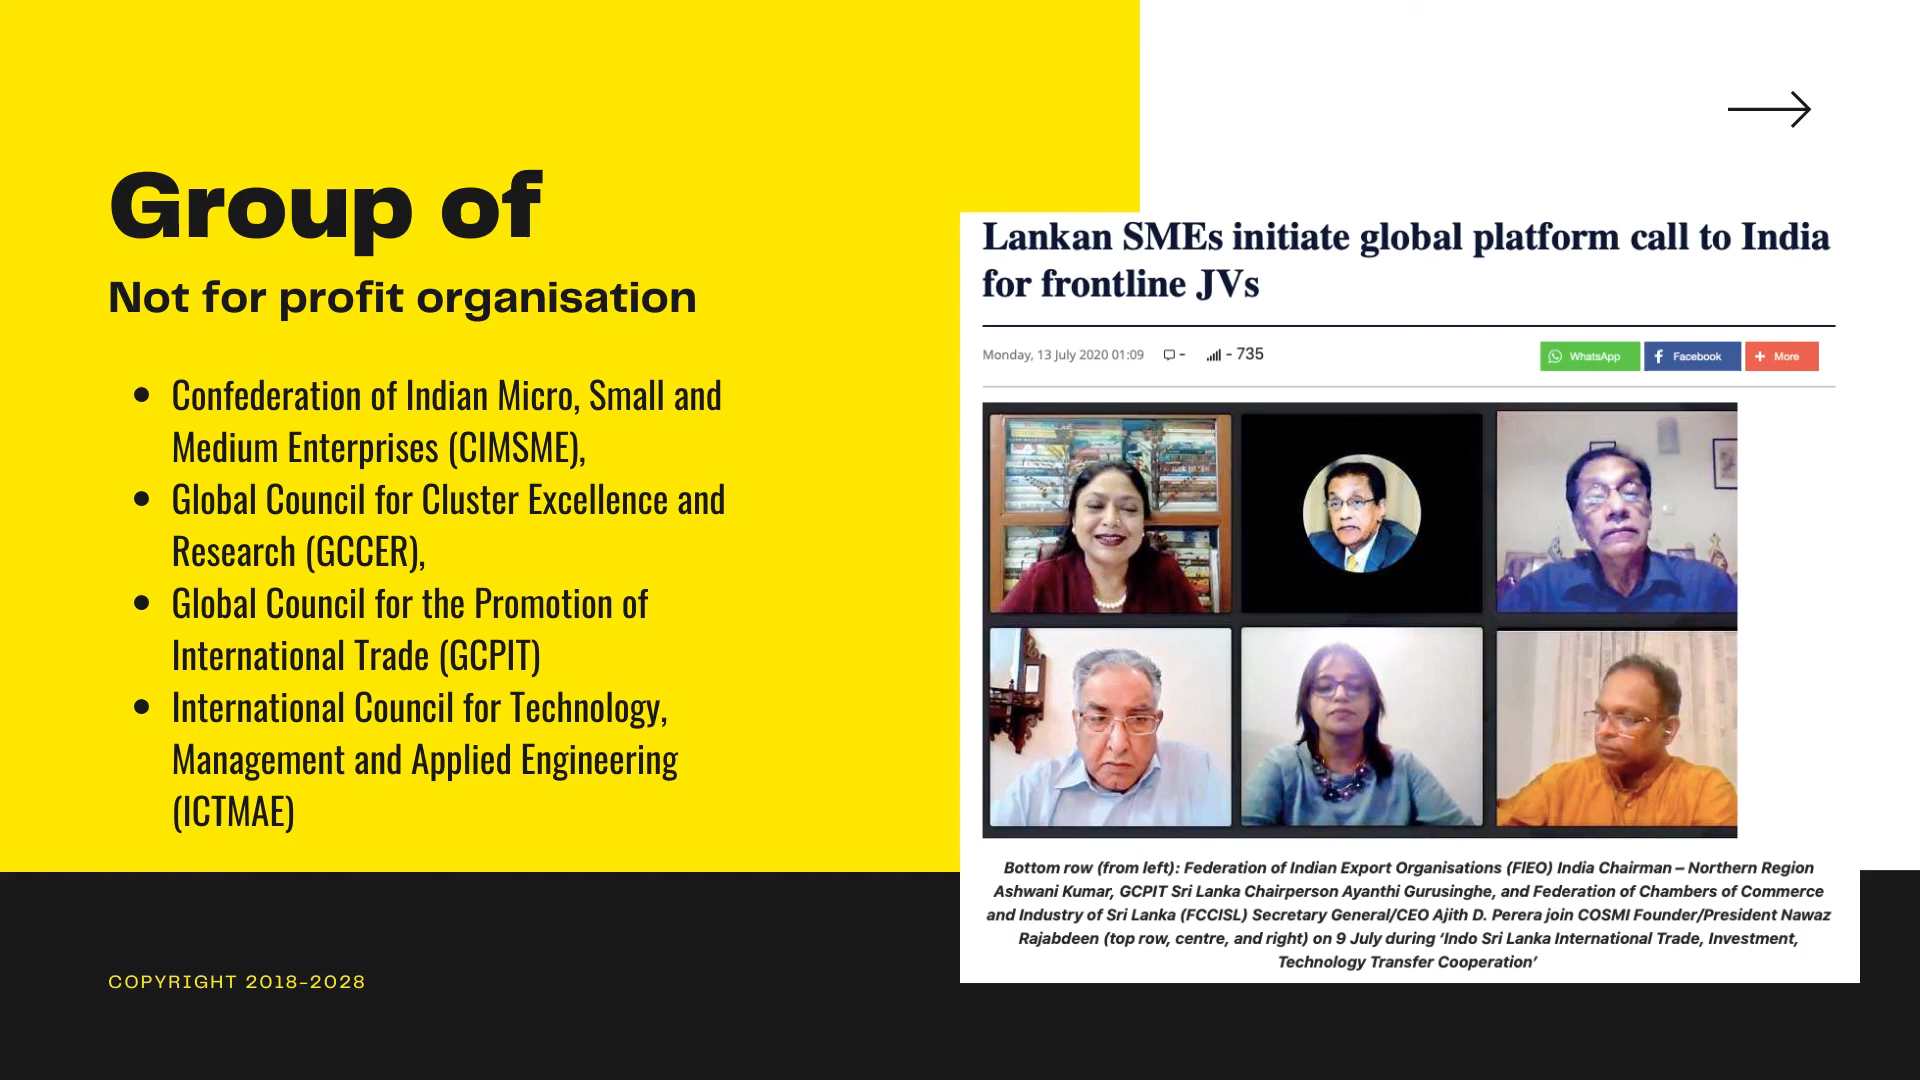 Group of
Not for profit organisation
• Confederation of Indian Micro, Small and
Medium Enterprises (CIMSME),
• Global Council for Cluster Excellence and
Research (GCCER),
• Global Council for the Promotion of
International Trade (GCPIT)
• International Council for Technology,
Management and Applied Engineering
(ICTMAE)
COPYRIGHT 2018-2028
Lankan SMEs initiate global platform call to India
for frontline JVs
Monday, 13 July 2020 01:09 - - 735 WhatsApp Facebook More
Bottom row (from left): Federation of Indian Export Organisations (FIEO) India Chairman – Northern Region
Ashwani Kumar, GCPIT Sri Lanka Chairperson Ayanthi Gurusinghe, and Federation of Chambers of Commerce
and Industry of Sri Lanka (FCCISL) Secretary General/CEO Ajith D. Perera join COSMI Founder/President Nawaz
Rajabdeen (top row, centre, and right) on 9 July during ‘Indo Sri Lanka International Trade, Investment,
Technology Transfer Cooperation’